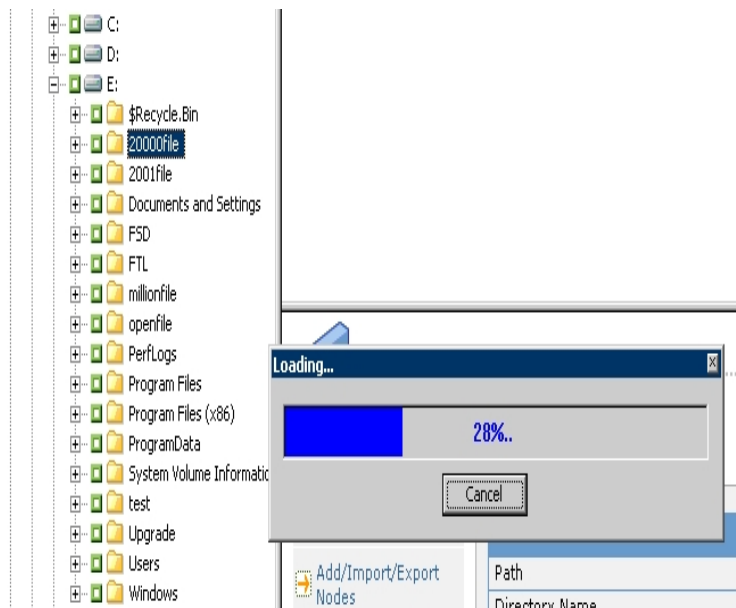 C:
D:
E:
$Recycle.Bin
20000file
2001file
Documents and Settings
FSD
FTL
millionfile
openfile
PerfLogs
Program Files
Program Files (x86)
ProgramData
System Volume Informatic
test
Upgrade
Users
Windows
Loading...
28%..
Cancel
Add/Import/Export
Nodes
Path
Directory Name